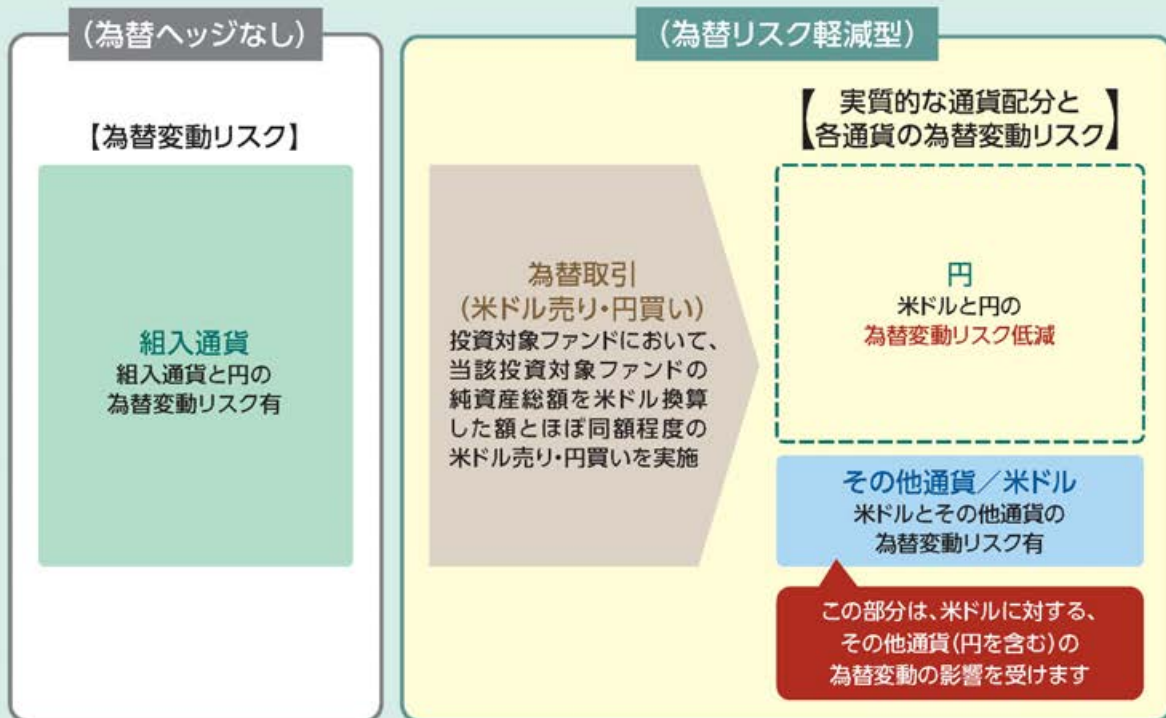 (為替ヘッジなし)
【為替変動リスク】
組入通貨
組入通貨と円の
為替変動リスク有
(為替リスク軽減型)
為替取引
(米ドル売り・円買い)
投資対象ファンドにおいて、
当該投資対象ファンドの
純資産総額を米ドル換算
した額とほぼ同額程度の
米ドル売り・円買いを実施
【実質的な通貨配分と
各通貨の為替変動リスク】
円
米ドルと円の
為替変動リスク低減
その他通貨／米ドル
米ドルとその他通貨の
為替変動リスク有
この部分は、米ドルに対する、
その他通貨(円を含む)の
為替変動の影響を受けます